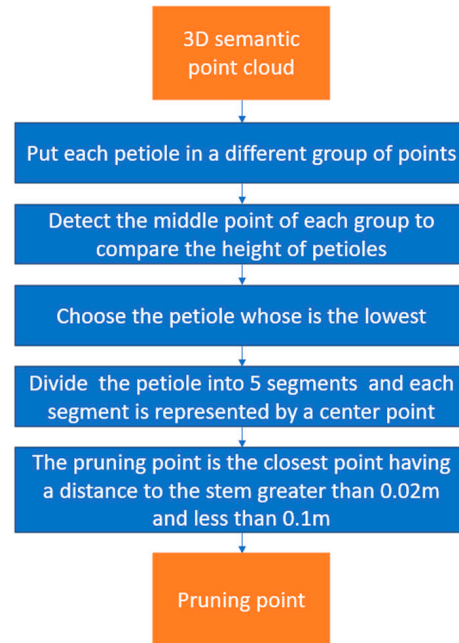 3D semantic
point cloud
Put each petiole in a different group of points
Detect the middle point of each group to
compare the height of petioles
Choose the petiole whose is the lowest
Divide the petiole into 5 segments and each
segment is represented by a center point
The pruning point is the closest point having
a distance to the stem greater than 0.02m
and less than 0.1m
Pruning point